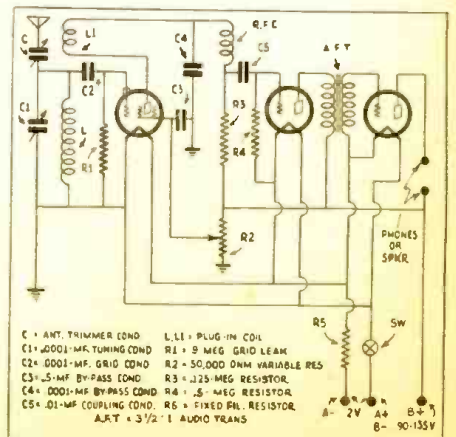 C
L1
C4
R.F.C
C5
A.F.T
C2
C1
L
R1
C3
R3
R4
R2
PHONES
OR
SPKR
R5
SW
A- 2V A+ B+
B- 90-135V
C = ANT. TRIMMER COND
C1=.0001-MF. TUNING COND
C2=.0001-MF. GRID COND
C3=.5-MF BY-PASS COND
C4=.0001-MF BY-PASS COND
C5=.01-MF COUPLING COND.
L,L1= PLUG-IN COIL
R1 = 9 MEG GRID LEAK
R2 = 50,000 OHM VARIABLE RES
R3 = .125-MEG RESISTOR
R4 = .5-MEG RESISTOR
= FIXED FIL. RESISTOR
A.F.T = 3 1/2-1 AUDIO TRANS